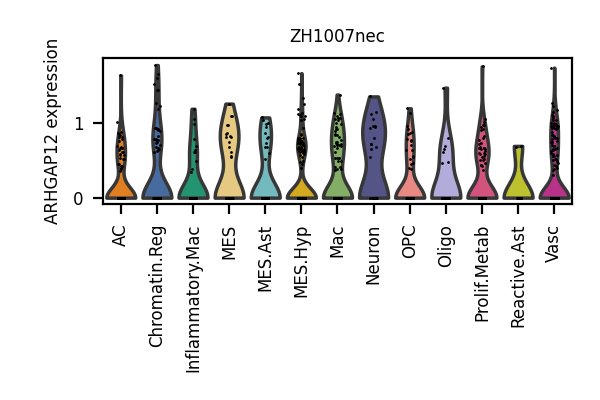 ZH1007nec
ARHGAP12 expression
1
0
AC
Chromatin.Reg
Inflammatory.Mac
MES
MES.Ast
MES.Hyp
Mac
Neuron
OPC
Oligo
Prolif.Metab
Reactive.Ast
Vasc